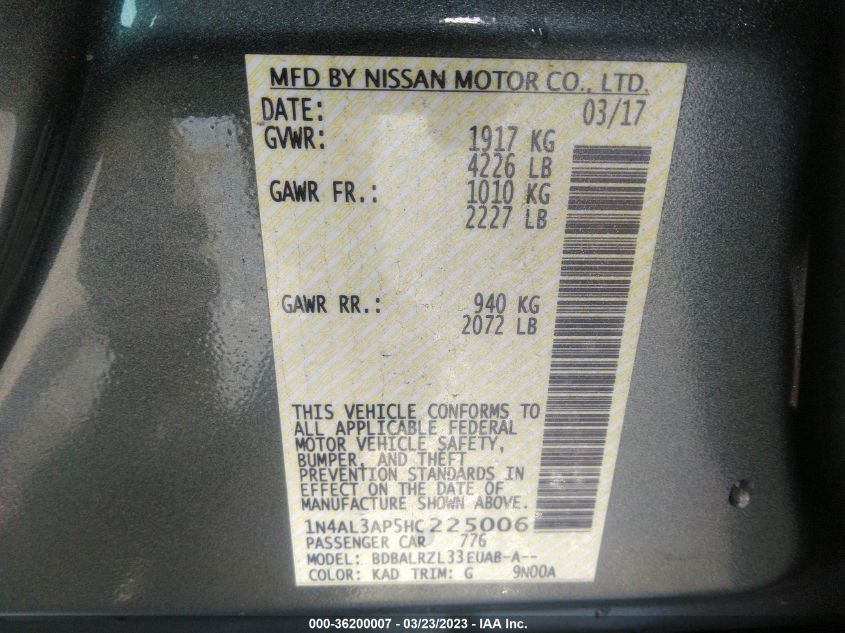 MFD BY NISSAN MOTOR CO., LTD.
DATE: 03/17
GVWR: 1917 KG
4226 LB
GAWR FR.: 1010 KG
2227 LB
GAWR RR.: 940 KG
2072 LB
THIS VEHICLE CONFORMS TO
ALL APPLICABLE FEDERAL
MOTOR VEHICLE SAFETY,
BUMPER, AND THEFT
PREVENTION STANDARDS IN
EFFECT ON THE DATE OF
MANUFACTURE SHOWN ABOVE.
1N4AL3AP5HC225006
PASSENGER CAR 776
MODEL: BDBALRZL33EUAB-A--
COLOR: KAD TRIM: G 9N00A
000-36200007 - 03/23/2023 - IAA Inc.